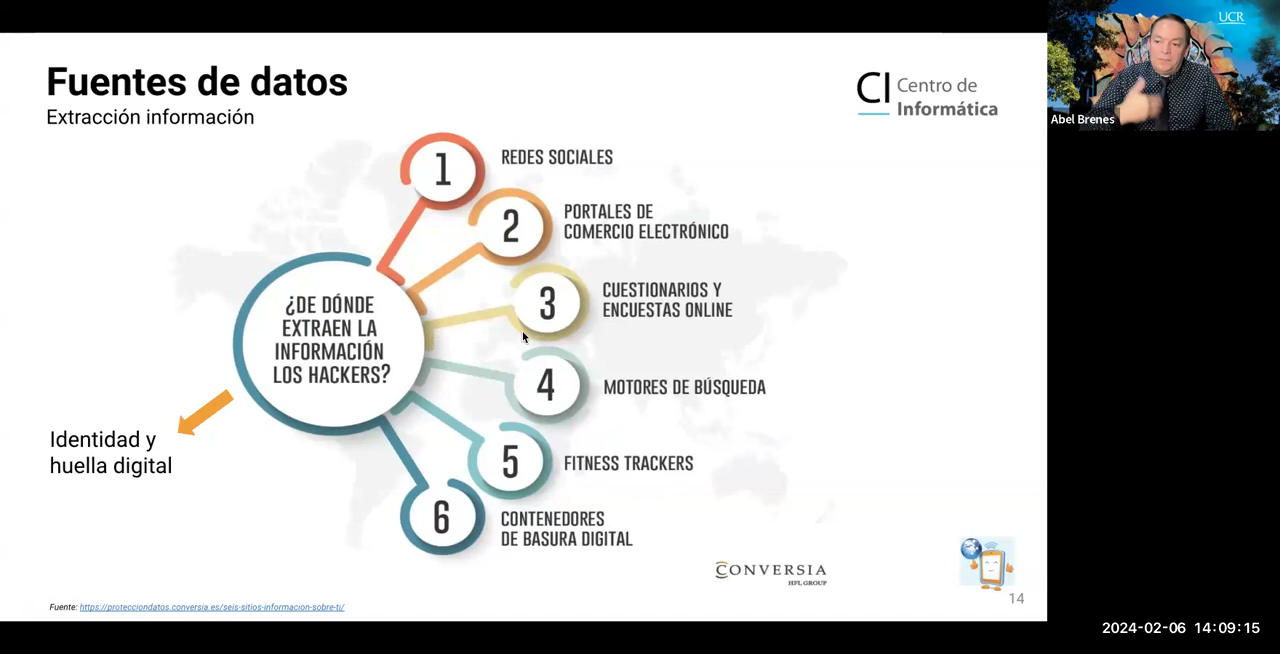 Fuentes de datos
Extracción información
CI Centro de
Informática
UCR
Abel Brenes
1
REDES SOCIALES
2
PORTALES DE
COMERCIO ELECTRÓNICO
3
CUESTIONARIOS Y
ENCUESTAS ONLINE
¿DE DÓNDE
EXTRAEN LA
INFORMACIÓN
LOS HACKERS?
4
MOTORES DE BÚSQUEDA
Identidad y
huella digital
5
FITNESS TRACKERS
6
CONTENEDORES
DE BASURA DIGITAL
CONVERSIA
HFL GROUP
14
Fuente: https://protecciondatos.conversia.es/seis-sitios-informacion-sobre-ti/
2024-02-06 14:09:15